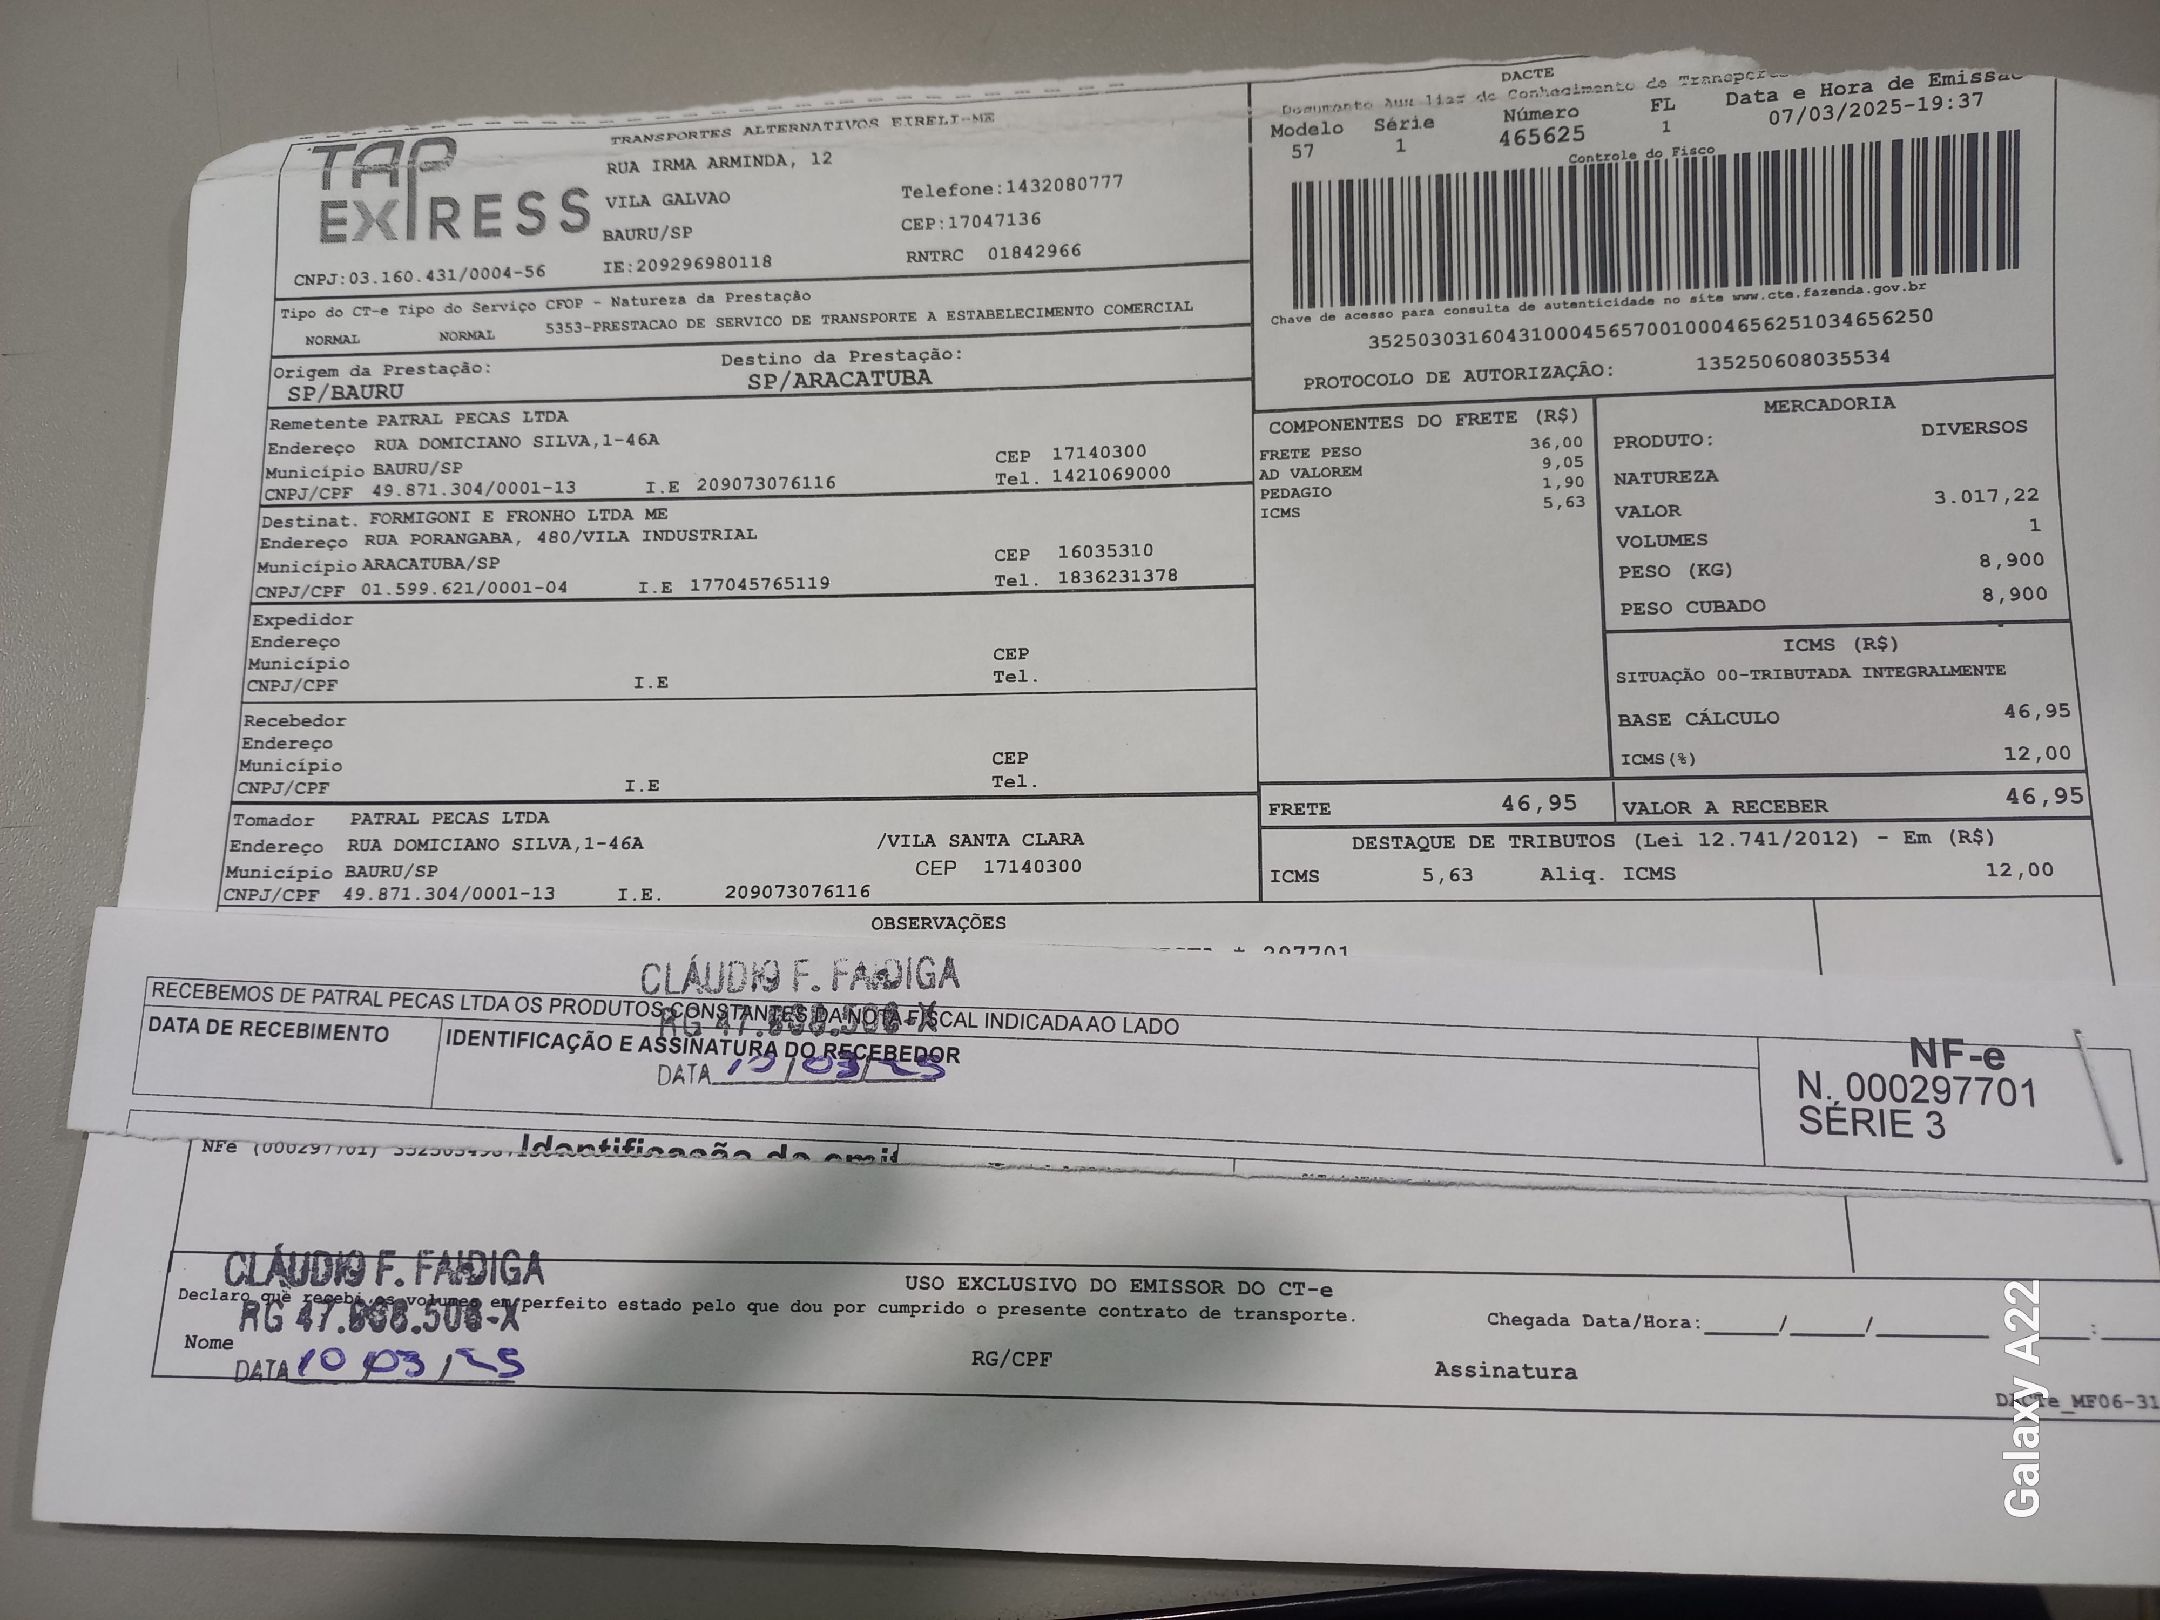 DACTE
Documento Auxiliar do Conhecimento de Transporte
TAP EXPRESS
TRANSPORTES ALTERNATIVOS EIRELI-ME
RUA IRMA ARMINDA, 12
VILA GALVAO Telefone:1432080777
BAURU/SP CEP:17047136
CNPJ:03.160.431/0004-56 IE:209296980118 RNTRC 01842966
Modelo Série Número FL Data e Hora de Emissão
57 1 465625 1 07/03/2025-19:37
Controle do Fisco
Chave de acesso para consulta de autenticidade no site www.cte.fazenda.gov.br
35250303160431000456570010004656251034656250
PROTOCOLO DE AUTORIZAÇÃO: 135250608035534
Tipo do CT-e Tipo do Serviço CFOP - Natureza da Prestação
NORMAL NORMAL 5353-PRESTACAO DE SERVICO DE TRANSPORTE A ESTABELECIMENTO COMERCIAL
Origem da Prestação: Destino da Prestação:
SP/BAURU SP/ARACATUBA
Remetente PATRAL PECAS LTDA
Endereço RUA DOMICIANO SILVA,1-46A
Município BAURU/SP CEP 17140300
CNPJ/CPF 49.871.304/0001-13 I.E 209073076116 Tel. 1421069000
Destinat. FORMIGONI E FRONHO LTDA ME
Endereço RUA PORANGABA, 480/VILA INDUSTRIAL
Município ARACATUBA/SP CEP 16035310
CNPJ/CPF 01.599.621/0001-04 I.E 177045765119 Tel. 1836231378
Expedidor
Endereço
Município CEP
CNPJ/CPF I.E Tel.
Recebedor
Endereço
Município CEP
CNPJ/CPF I.E Tel.
Tomador PATRAL PECAS LTDA
Endereço RUA DOMICIANO SILVA,1-46A /VILA SANTA CLARA
Município BAURU/SP CEP 17140300
CNPJ/CPF 49.871.304/0001-13 I.E. 209073076116
COMPONENTES DO FRETE (R$)
FRETE PESO 36,00
AD VALOREM 9,05
PEDAGIO 1,90
ICMS 5,63
MERCADORIA
PRODUTO: DIVERSOS
NATUREZA
VALOR 3.017,22
VOLUMES 1
PESO (KG) 8,900
PESO CUBADO 8,900
ICMS (R$)
SITUAÇÃO 00-TRIBUTADA INTEGRALMENTE
BASE CÁLCULO 46,95
ICMS(%) 12,00
FRETE 46,95 VALOR A RECEBER 46,95
DESTAQUE DE TRIBUTOS (Lei 12.741/2012) - Em (R$)
ICMS 5,63 Aliq. ICMS 12,00
OBSERVAÇÕES
297701
CLÁUDIO F. FAIDIGA
RECEBEMOS DE PATRAL PECAS LTDA OS PRODUTOS CONSTANTES DA NOTA FISCAL INDICADA AO LADO
DATA DE RECEBIMENTO IDENTIFICAÇÃO E ASSINATURA DO RECEBEDOR
DATA 10/03/25
NF-e
N. 000297701
SÉRIE 3
NFe (000297701)
Identificação do emit
CLÁUDIO F. FAIDIGA
USO EXCLUSIVO DO EMISSOR DO CT-e
Declaro que recebi os volumes em perfeito estado pelo que dou por cumprido o presente contrato de transporte.
Chegada Data/Hora:____/____/______ ____:____
Nome RG/CPF Assinatura
DATA 10/03/25
DACTe_MF06-31
Galaxy A22